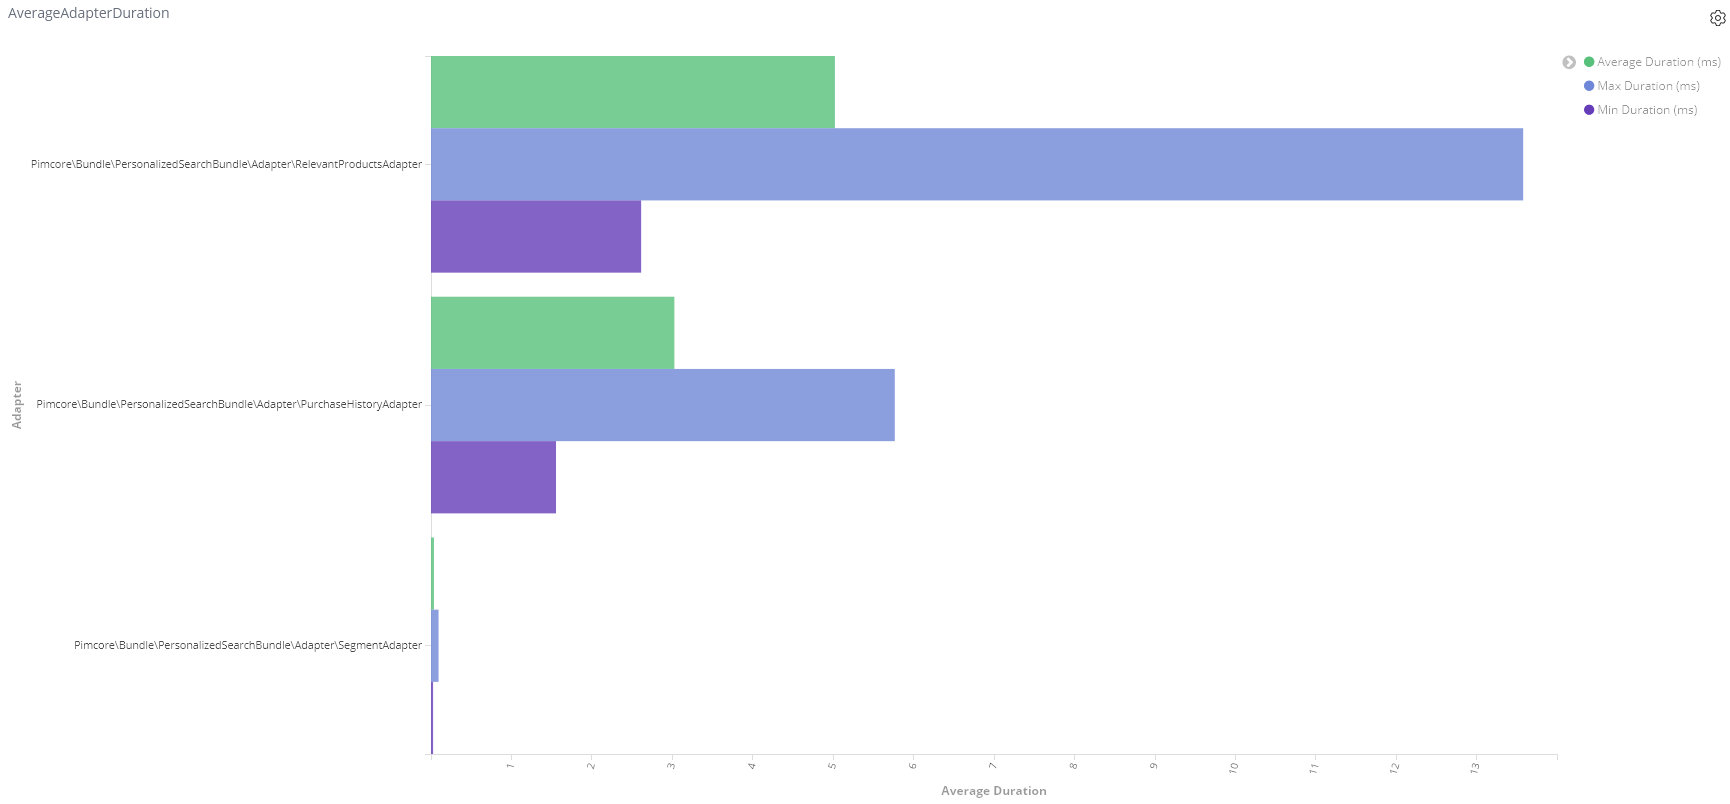 AverageAdapterDuration
Average Duration (ms)
Max Duration (ms)
Min Duration (ms)
Pimcore\Bundle\PersonalizedSearchBundle\Adapter\RelevantProductsAdapter
Pimcore\Bundle\PersonalizedSearchBundle\Adapter\PurchaseHistoryAdapter
Pimcore\Bundle\PersonalizedSearchBundle\Adapter\SegmentAdapter
Adapter
1 2 3 4 5 6 7 8 9 10 11 12 13
Average Duration